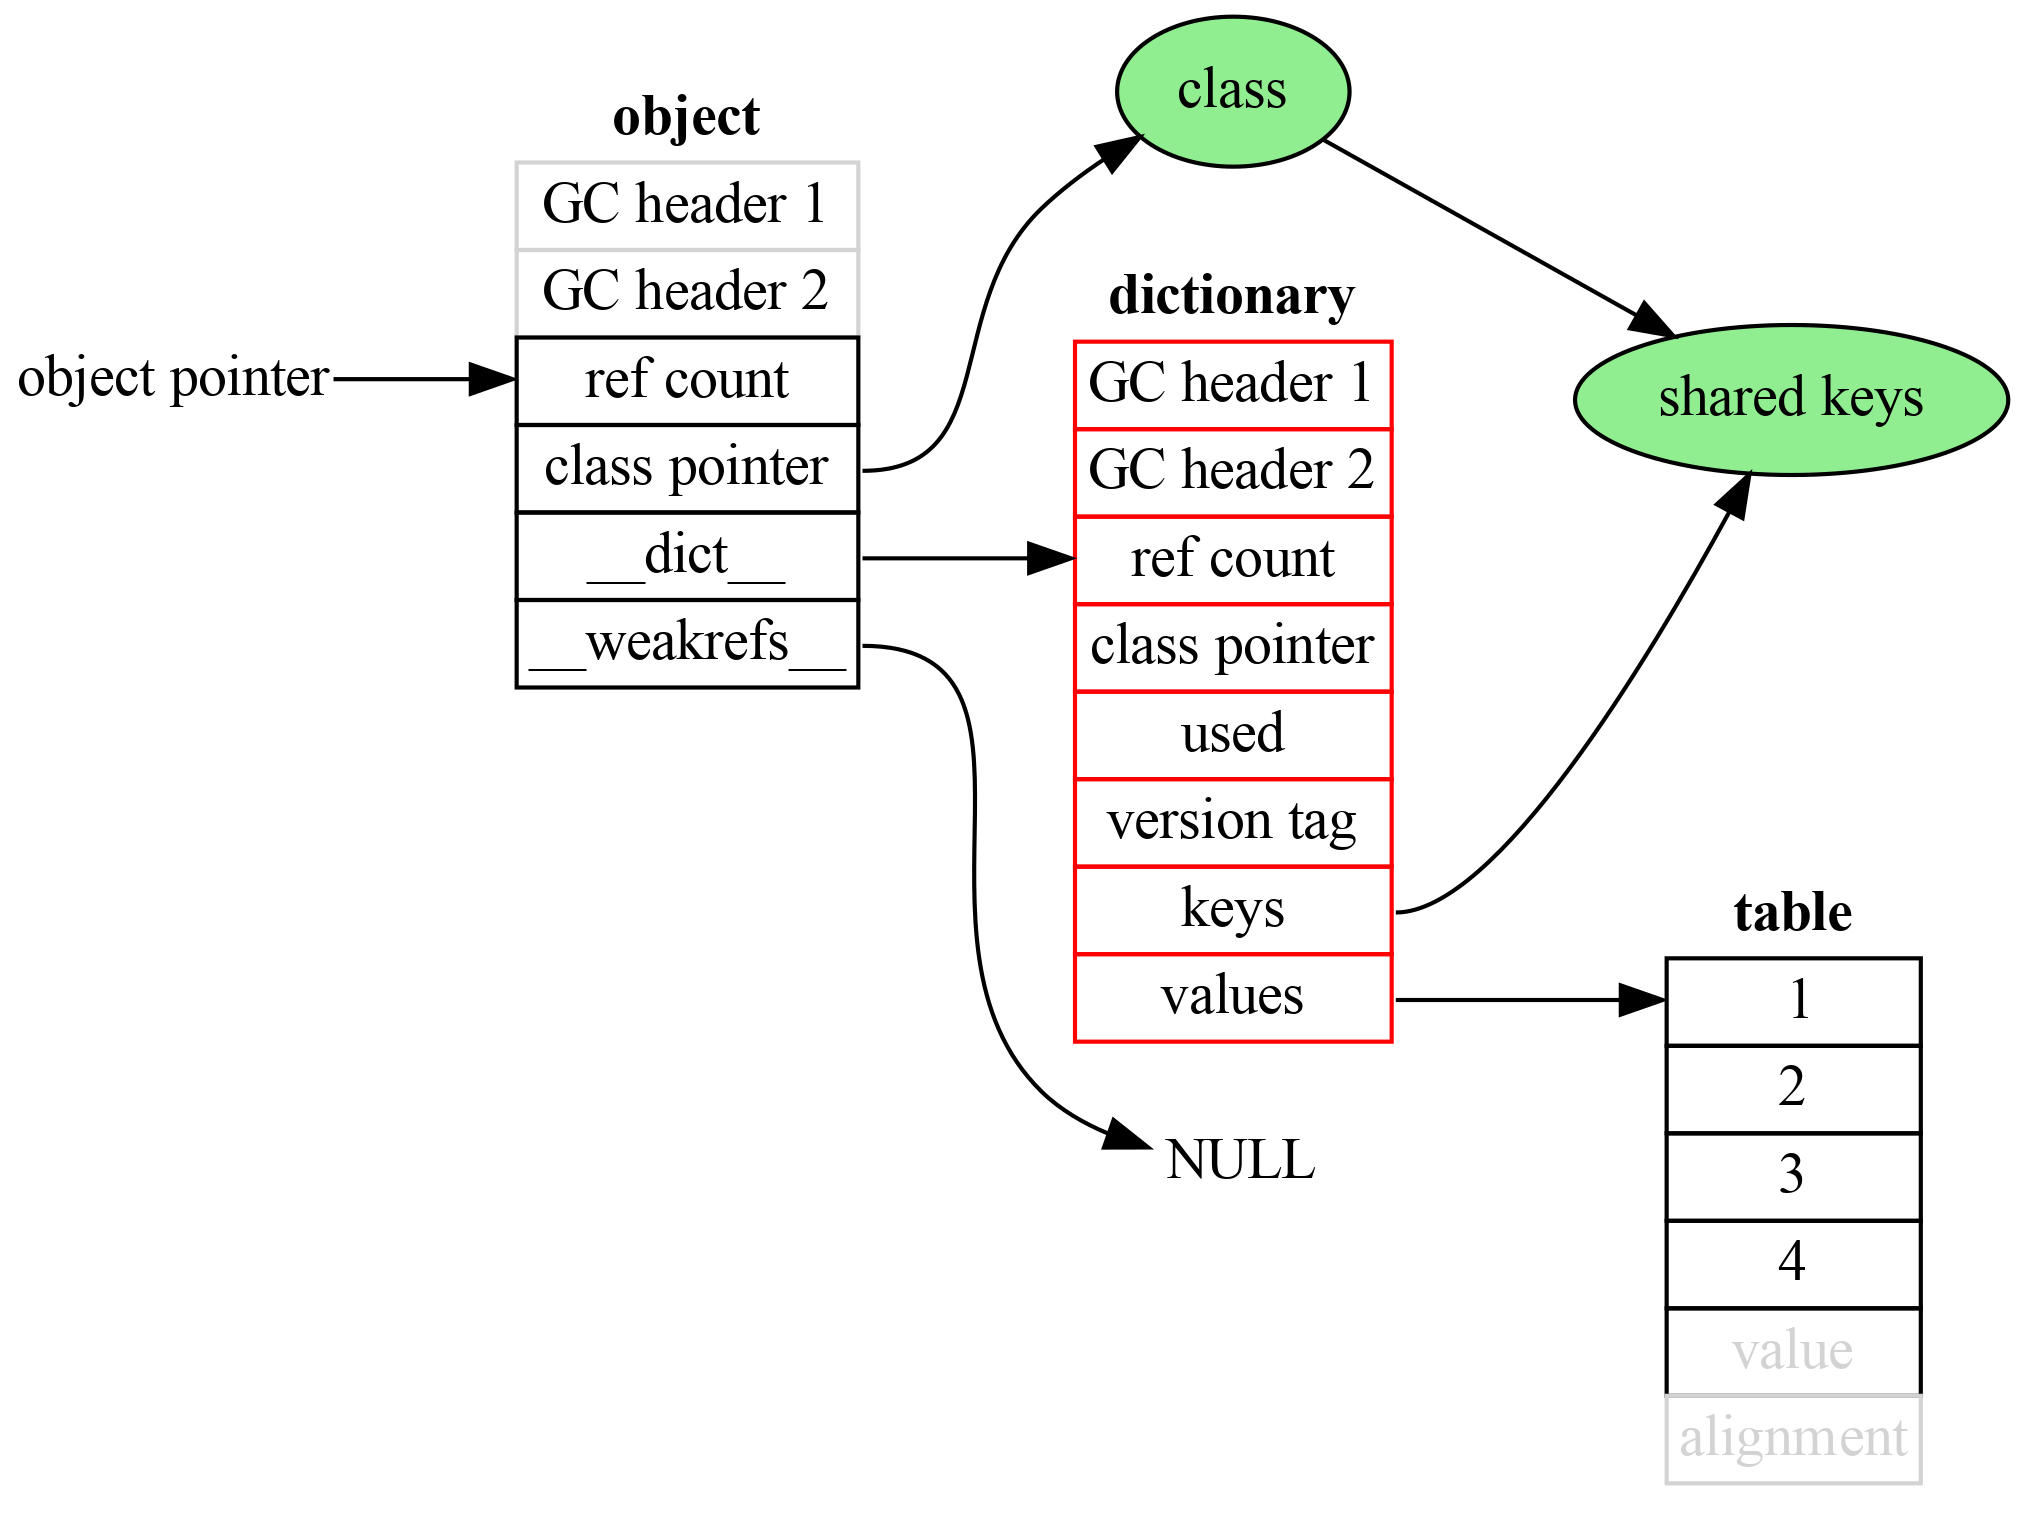 object pointer
object
GC header 1
GC header 2
ref count
class pointer
__dict__
__weakrefs__
class
dictionary
GC header 1
GC header 2
ref count
class pointer
used
version tag
keys
values
NULL
shared keys
table
1
2
3
4
value
alignment